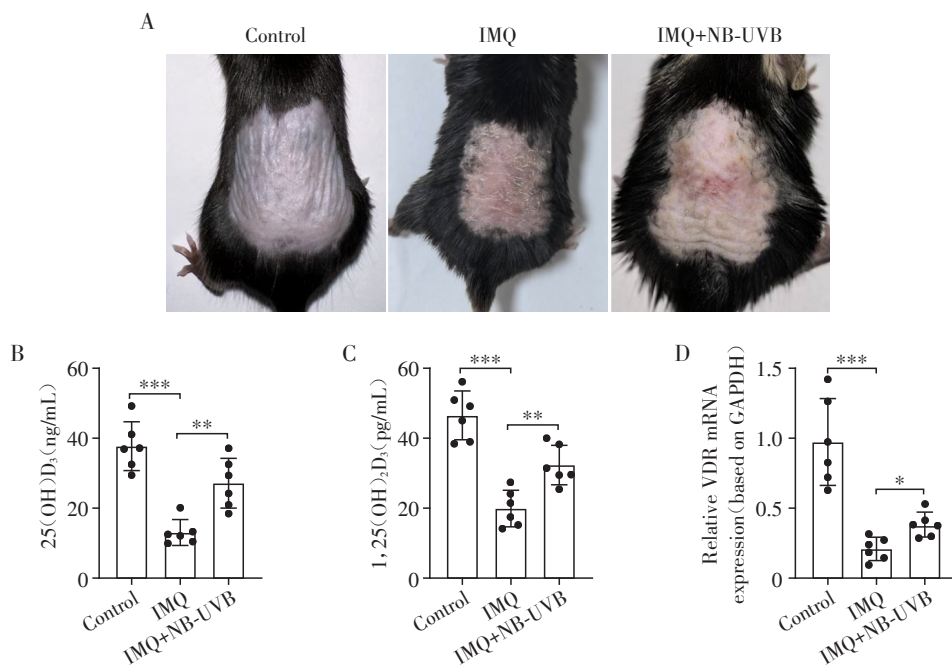 A
Control
IMQ
IMQ+NB-UVB
B
25(OH)D₃(ng/mL)
60
40
20
0
***
**
Control
IMQ
IMQ+NB-UVB
C
1,25(OH)₂D₃(pg/mL)
60
40
20
0
***
**
Control
IMQ
IMQ+NB-UVB
D
Relative VDR mRNA
expression(based on GAPDH)
1.5
1.0
0.5
0
***
*
Control
IMQ
IMQ+NB-UVB